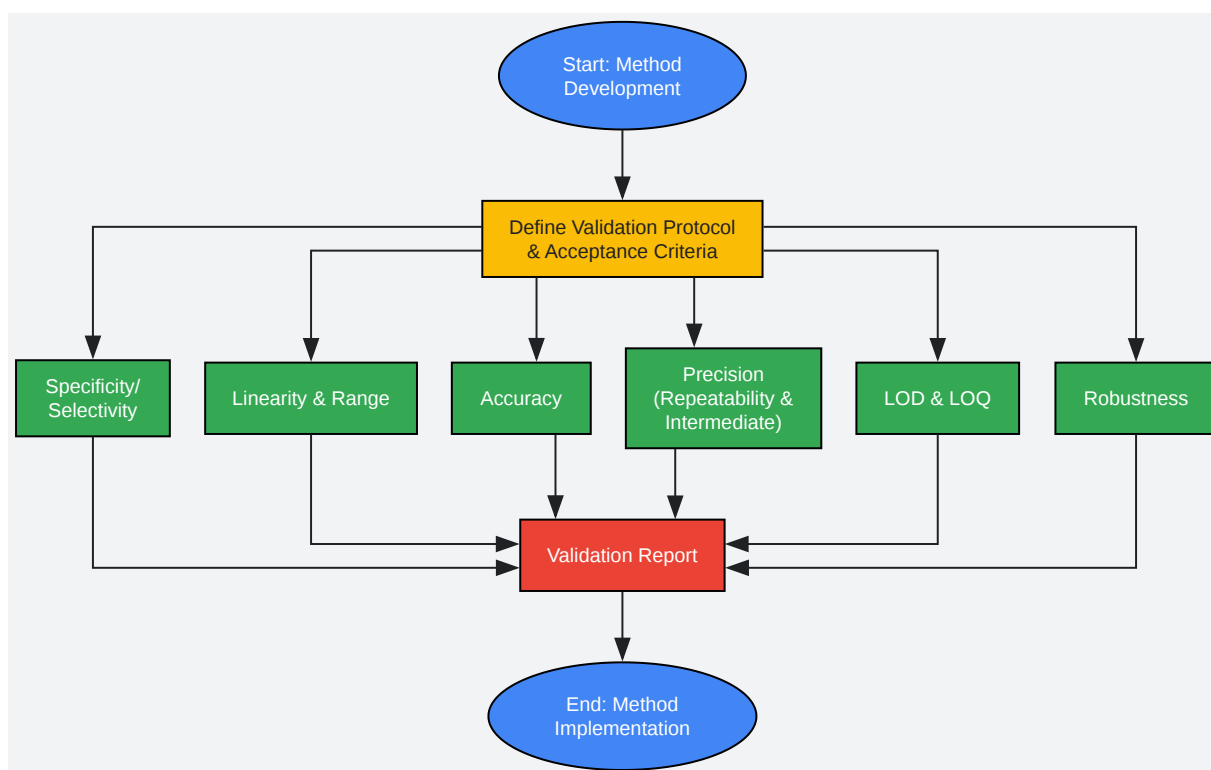 Start: Method
Development
Define Validation Protocol
& Acceptance Criteria
Specificity/
Selectivity
Linearity & Range
Accuracy
Precision
(Repeatability &
Intermediate)
LOD & LOQ
Robustness
Validation Report
End: Method
Implementation